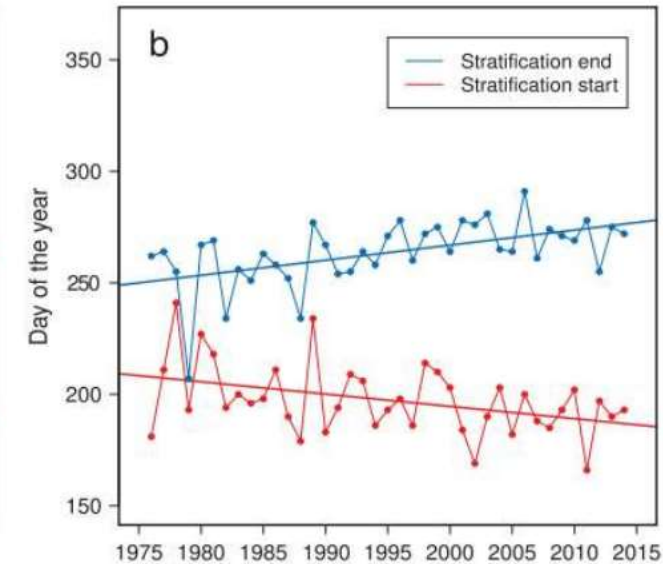 b
Stratification end
Stratification start
350
300
250
200
150
Day of the year
1975 1980 1985 1990 1995 2000 2005 2010 2015